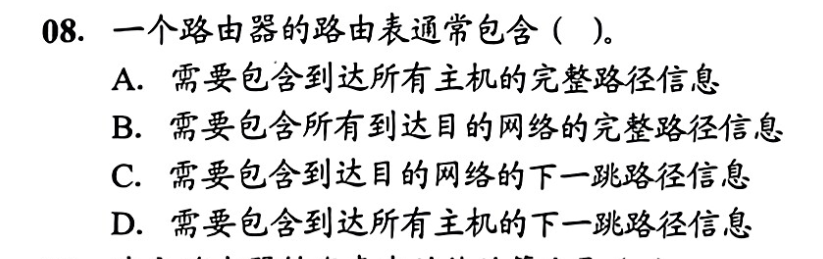 08. 一个路由器的路由表通常包含（ ）。
A. 需要包含到达所有主机的完整路径信息
B. 需要包含所有到达目的网络的完整路径信息
C. 需要包含到达目的网络的下一跳路径信息
D. 需要包含到达所有主机的下一跳路径信息